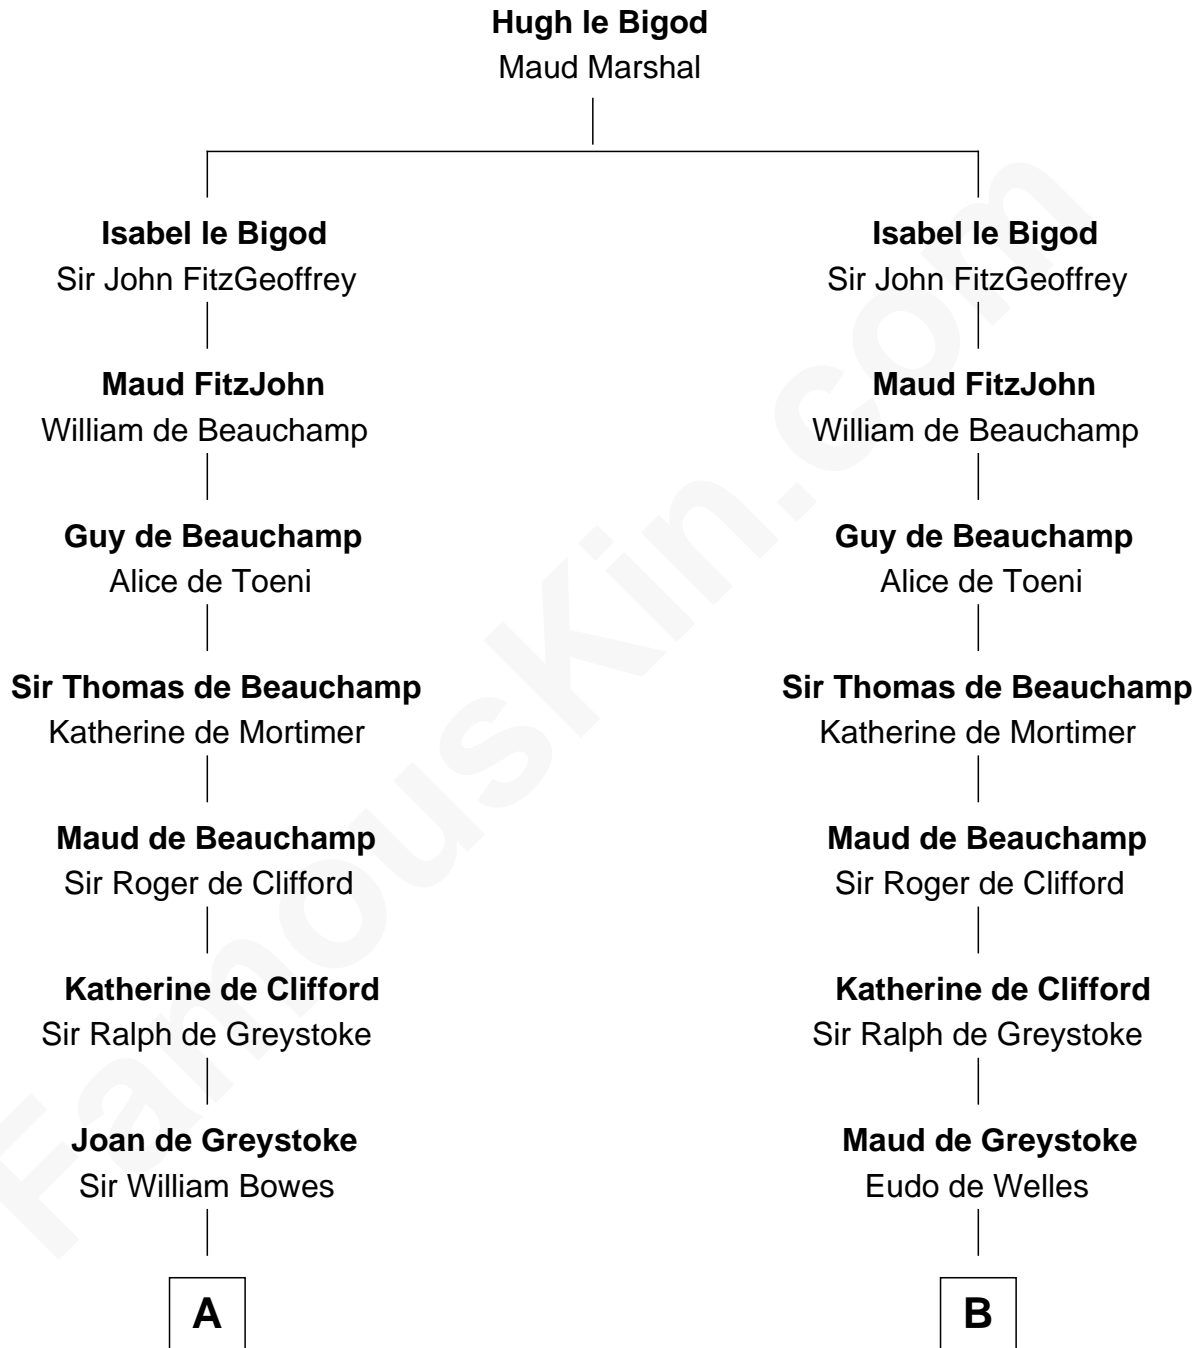 Hugh le Bigod
Maud Marshal
Isabel le Bigod
Sir John FitzGeoffrey
Maud FitzJohn
William de Beauchamp
Guy de Beauchamp
Alice de Toeni
Sir Thomas de Beauchamp
Katherine de Mortimer
Maud de Beauchamp
Sir Roger de Clifford
Katherine de Clifford
Sir Ralph de Greystoke
Joan de Greystoke
Sir William Bowes
A
Isabel le Bigod
Sir John FitzGeoffrey
Maud FitzJohn
William de Beauchamp
Guy de Beauchamp
Alice de Toeni
Sir Thomas de Beauchamp
Katherine de Mortimer
Maud de Beauchamp
Sir Roger de Clifford
Katherine de Clifford
Sir Ralph de Greystoke
Maud de Greystoke
Eudo de Welles
B
FamousKin.com